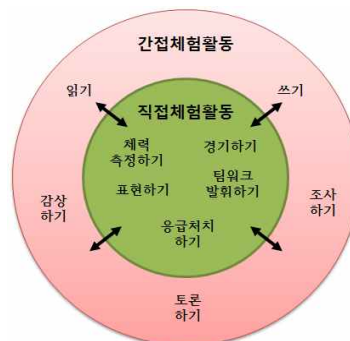 간접체험활동
읽기
쓰기
직접체험활동
체력
측정하기
경기하기
표현하기
팀워크
발휘하기
응급처치
하기
감상
하기
조사
하기
토론
하기